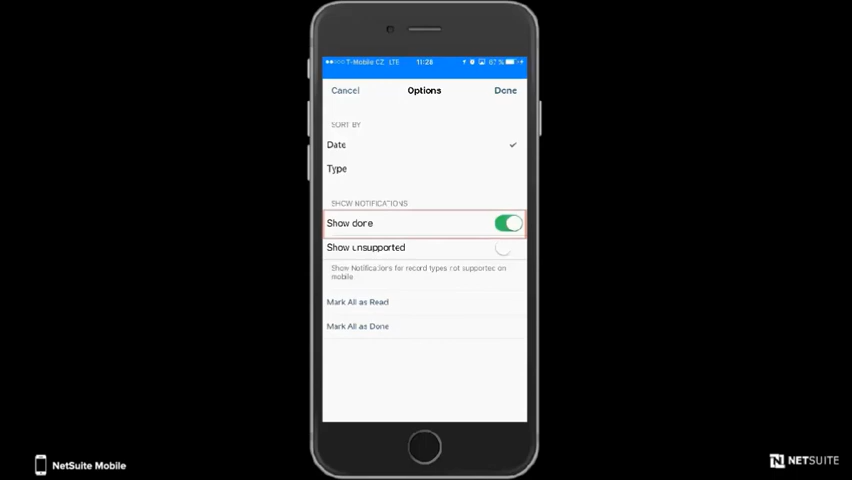 T-Mobile CZ LTE 11:28 67 %
Cancel Options Done
SORT BY
Date
Type
SHOW NOTIFICATIONS
Show done
Show unsupported
Show Notifications for record types not supported on
mobile
Mark All as Read
Mark All as Done
NetSuite Mobile
NETSUITE